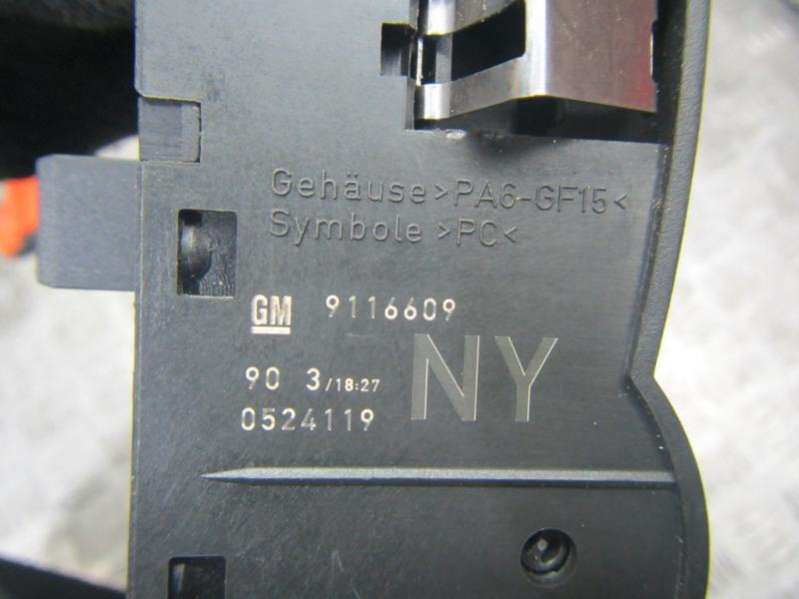 Gehäuse >PA6-GF15<
Symbole >PC<
GM 9116609
NY
90 3/18:27
0524119